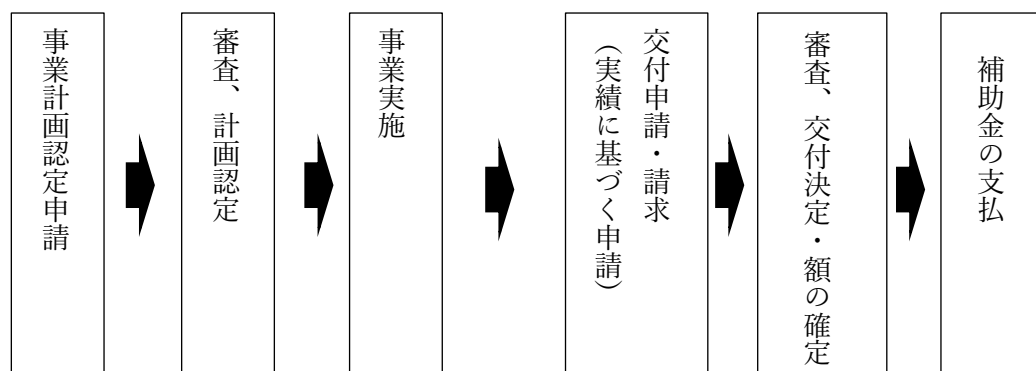 事業計画認定申請
審査、計画認定
事業実施
交付申請・請求
（実績に基づく申請）
審査、交付決定・額の確定
補助金の支払